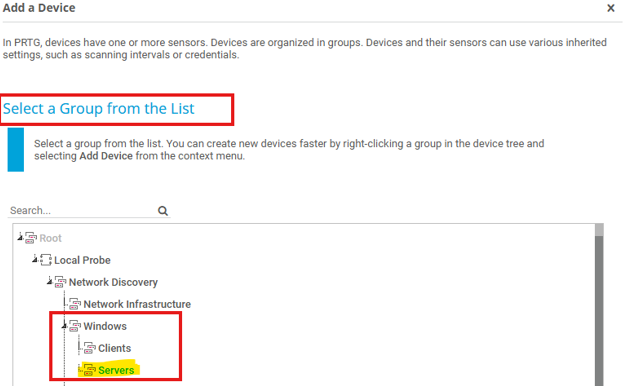 Add a Device
In PRTG, devices have one or more sensors. Devices are organized in groups. Devices and their sensors can use various inherited
settings, such as scanning intervals or credentials.
Select a Group from the List
Select a group from the list. You can create new devices faster by right-clicking a group in the device tree and
selecting Add Device from the context menu.
Search...
Root
Local Probe
Network Discovery
Network Infrastructure
Windows
Clients
Servers